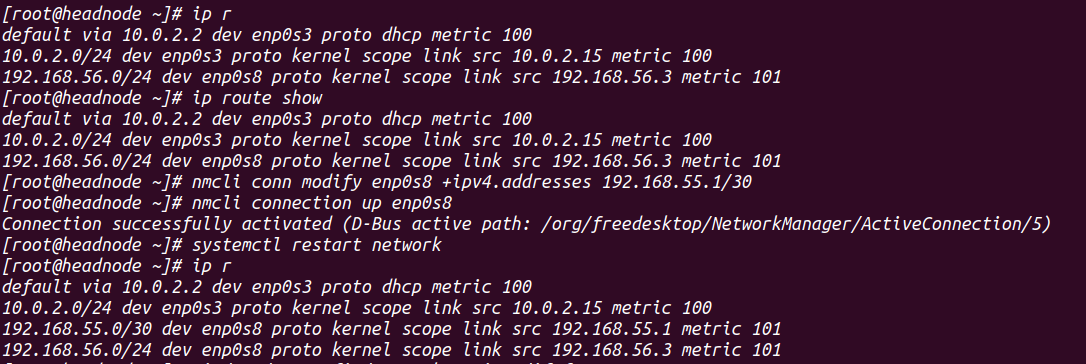 [root@headnode ~]# ip r
default via 10.0.2.2 dev enp0s3 proto dhcp metric 100
10.0.2.0/24 dev enp0s3 proto kernel scope link src 10.0.2.15 metric 100
192.168.56.0/24 dev enp0s8 proto kernel scope link src 192.168.56.3 metric 101
[root@headnode ~]# ip route show
default via 10.0.2.2 dev enp0s3 proto dhcp metric 100
10.0.2.0/24 dev enp0s3 proto kernel scope link src 10.0.2.15 metric 100
192.168.56.0/24 dev enp0s8 proto kernel scope link src 192.168.56.3 metric 101
[root@headnode ~]# nmcli conn modify enp0s8 +ipv4.addresses 192.168.55.1/30
[root@headnode ~]# nmcli connection up enp0s8
Connection successfully activated (D-Bus active path: /org/freedesktop/NetworkManager/ActiveConnection/5)
[root@headnode ~]# systemctl restart network
[root@headnode ~]# ip r
default via 10.0.2.2 dev enp0s3 proto dhcp metric 100
10.0.2.0/24 dev enp0s3 proto kernel scope link src 10.0.2.15 metric 100
192.168.55.0/30 dev enp0s8 proto kernel scope link src 192.168.55.1 metric 101
192.168.56.0/24 dev enp0s8 proto kernel scope link src 192.168.56.3 metric 101